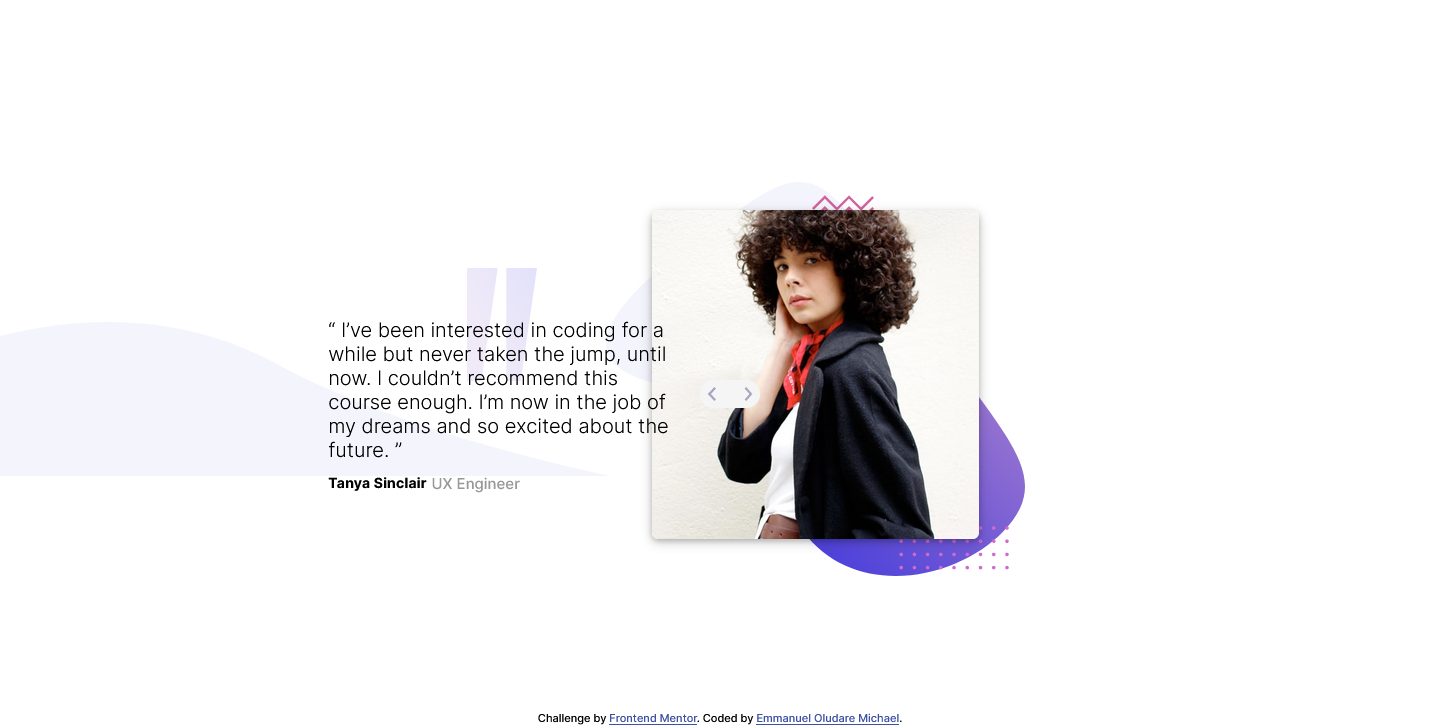 “ I’ve been interested in coding for a
while but never taken the jump, until
now. I couldn’t recommend this
course enough. I’m now in the job of
my dreams and so excited about the
future. ”
Tanya Sinclair UX Engineer
Challenge by Frontend Mentor. Coded by Emmanuel Oludare Michael.